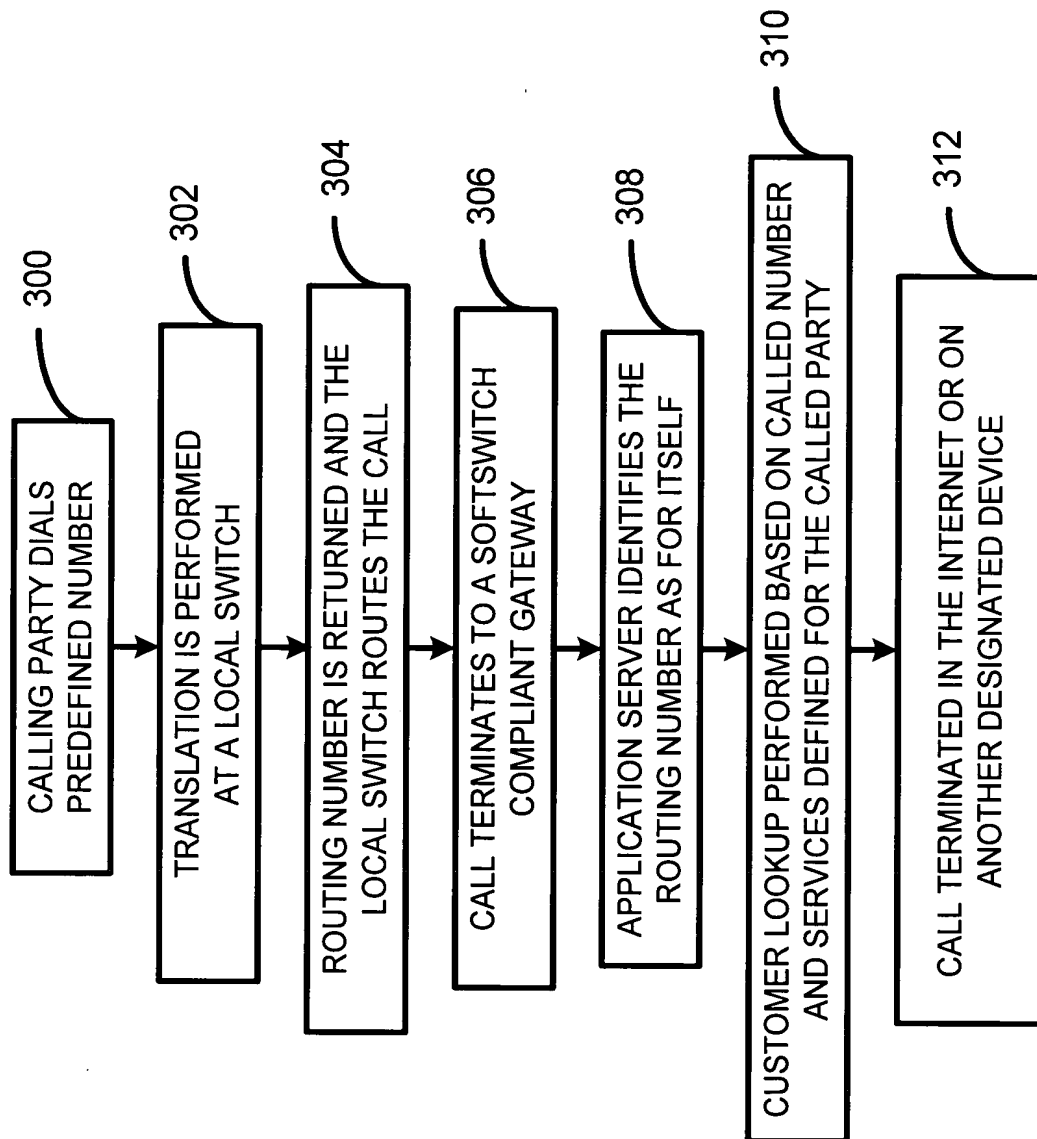 CALLING PARTY DIALS
PREDEFINED NUMBER
300
TRANSLATION IS PERFORMED
AT A LOCAL SWITCH
302
ROUTING NUMBER IS RETURNED AND THE
LOCAL SWITCH ROUTES THE CALL
304
CALL TERMINATES TO A SOFTSWITCH
COMPLIANT GATEWAY
306
APPLICATION SERVER IDENTIFIES THE
ROUTING NUMBER AS FOR ITSELF
308
CUSTOMER LOOKUP PERFORMED BASED ON CALLED NUMBER
AND SERVICES DEFINED FOR THE CALLED PARTY
310
CALL TERMINATED IN THE INTERNET OR ON
ANOTHER DESIGNATED DEVICE
312